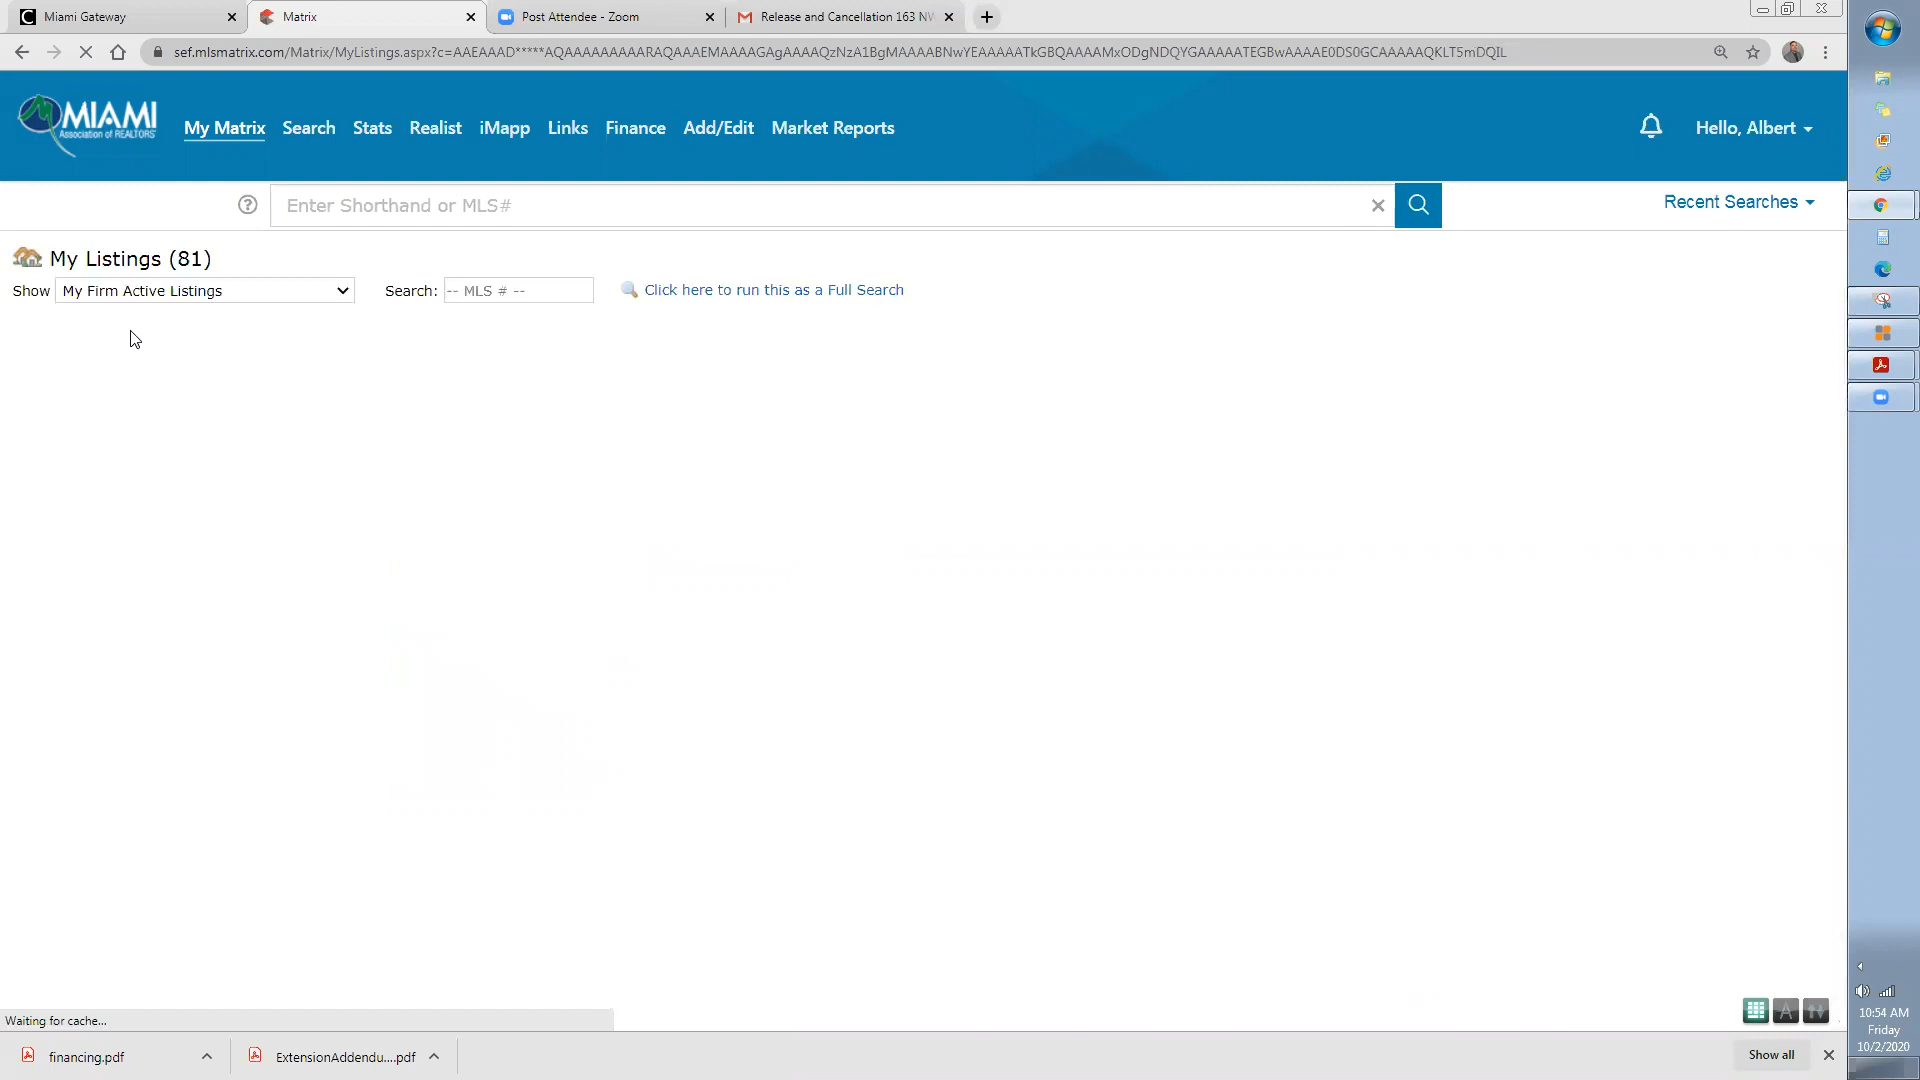 Miami Gateway
Matrix
Post Attendee - Zoom
Release and Cancellation 163 NW
sef.mlsmatrix.com/Matrix/MyListings.aspx?c=AAEAAAD*****AQAAAAAAAAARAQAAAEMAAAAGAgAAAAQzNzA1BgMAAAABNwYEAAAAATkGBQAAAAMxODgNDQYGAAAAATEGBwAAAAE0DS0GCAAAAAQKLT5mDQIL
MIAMI
Association of REALTORS®
My Matrix Search Stats Realist iMapp Links Finance Add/Edit Market Reports
Hello, Albert
Enter Shorthand or MLS#
Recent Searches
My Listings (81)
Show My Firm Active Listings Search: -- MLS # -- Click here to run this as a Full Search
Waiting for cache...
financing.pdf
ExtensionAddendu....pdf
Show all
10:54 AM
Friday
10/2/2020